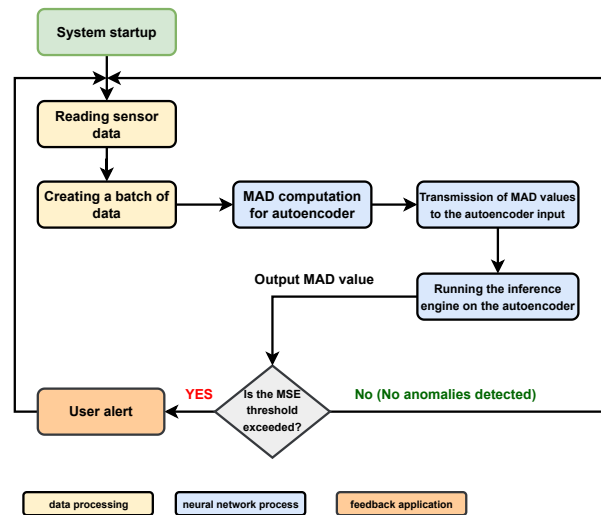 System startup
Reading sensor
data
Creating a batch of
data
MAD computation
for autoencoder
Transmission of MAD values
to the autoencoder input
Running the inference
engine on the autoencoder
Output MAD value
Is the MSE
threshold
exceeded?
YES
No (No anomalies detected)
User alert
data processing
neural network process
feedback application